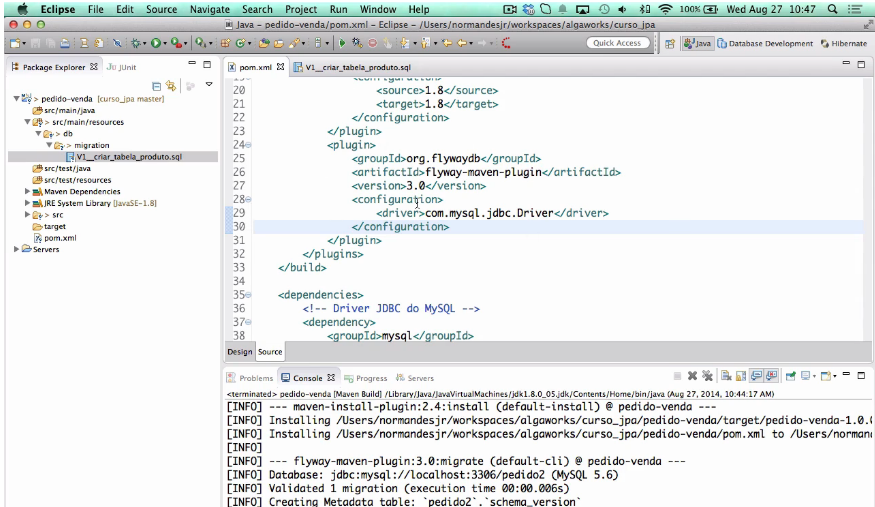 Eclipse File Edit Source Navigate Search Project Run Window Help 100% Wed Aug 27 10:47
Java - pedido-venda/pom.xml - Eclipse - /Users/normandesjr/workspaces/algaworks/curso_jpa
Quick Access Java Database Development Hibernate
Package Explorer JUnit
> pedido-venda [curso_jpa master]
src/main/java
> src/main/resources
> db
> migration
V1__criar_tabela_produto.sql
src/test/java
src/test/resources
Maven Dependencies
JRE System Library [JavaSE-1.8]
> src
target
pom.xml
Servers
pom.xml V1__criar_tabela_produto.sql
19 <configuration>
20 <source>1.8</source>
21 <target>1.8</target>
22 </configuration>
23 </plugin>
24 <plugin>
25 <groupId>org.flywaydb</groupId>
26 <artifactId>flyway-maven-plugin</artifactId>
27 <version>3.0</version>
28 <configuration>
29 <driver>com.mysql.jdbc.Driver</driver>
30 </configuration>
31 </plugin>
32 </plugins>
33 </build>
34
35 <dependencies>
36 <!-- Driver JDBC do MySQL -->
37 <dependency>
38 <groupId>mysql</groupId>
Design Source
Problems Console Progress Servers
<terminated> pedido-venda [Maven Build] /Library/Java/JavaVirtualMachines/jdk1.8.0_05.jdk/Contents/Home/bin/java (Aug 27, 2014, 10:44:17 AM)
[INFO] --- maven-install-plugin:2.4:install (default-install) @ pedido-venda ---
[INFO] Installing /Users/normandesjr/workspaces/algaworks/curso_jpa/pedido-venda/target/pedido-venda-1.0.0
[INFO] Installing /Users/normandesjr/workspaces/algaworks/curso_jpa/pedido-venda/pom.xml to /Users/norman
[INFO]
[INFO] --- flyway-maven-plugin:3.0:migrate (default-cli) @ pedido-venda ---
[INFO] Database: jdbc:mysql://localhost:3306/pedido2 (MySQL 5.6)
[INFO] Validated 1 migration (execution time 00:00.006s)
[INFO] Creating Metadata table: `pedido2`.`schema_version`